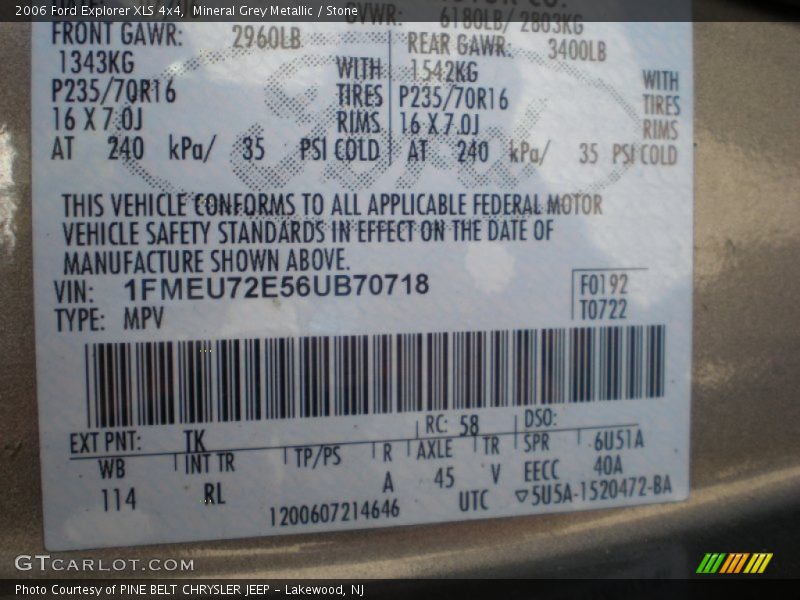 2006 Ford Explorer XLS 4x4, Mineral Grey Metallic / Stone
GVWR: 6180LB/ 2803KG
FRONT GAWR: 2960LB REAR GAWR: 3400LB
1343KG WITH 1542KG WITH
P235/70R16 TIRES P235/70R16 TIRES
16 X 7.0J RIMS 16 X 7.0J RIMS
AT 240 kPa/ 35 PSI COLD AT 240 kPa/ 35 PSI COLD
THIS VEHICLE CONFORMS TO ALL APPLICABLE FEDERAL MOTOR
VEHICLE SAFETY STANDARDS IN EFFECT ON THE DATE OF
MANUFACTURE SHOWN ABOVE.
VIN: 1FMEU72E56UB70718 F0192
TYPE: MPV T0722
EXT PNT: TK RC: 58 DSO:
WB INT TR TP/PS R AXLE TR SPR 6U51A
114 RL A 45 V EECC 40A
1200607214646 UTC ▽5U5A-1520472-BA
GTCARLOT.COM
Photo Courtesy of PINE BELT CHRYSLER JEEP - Lakewood, NJ